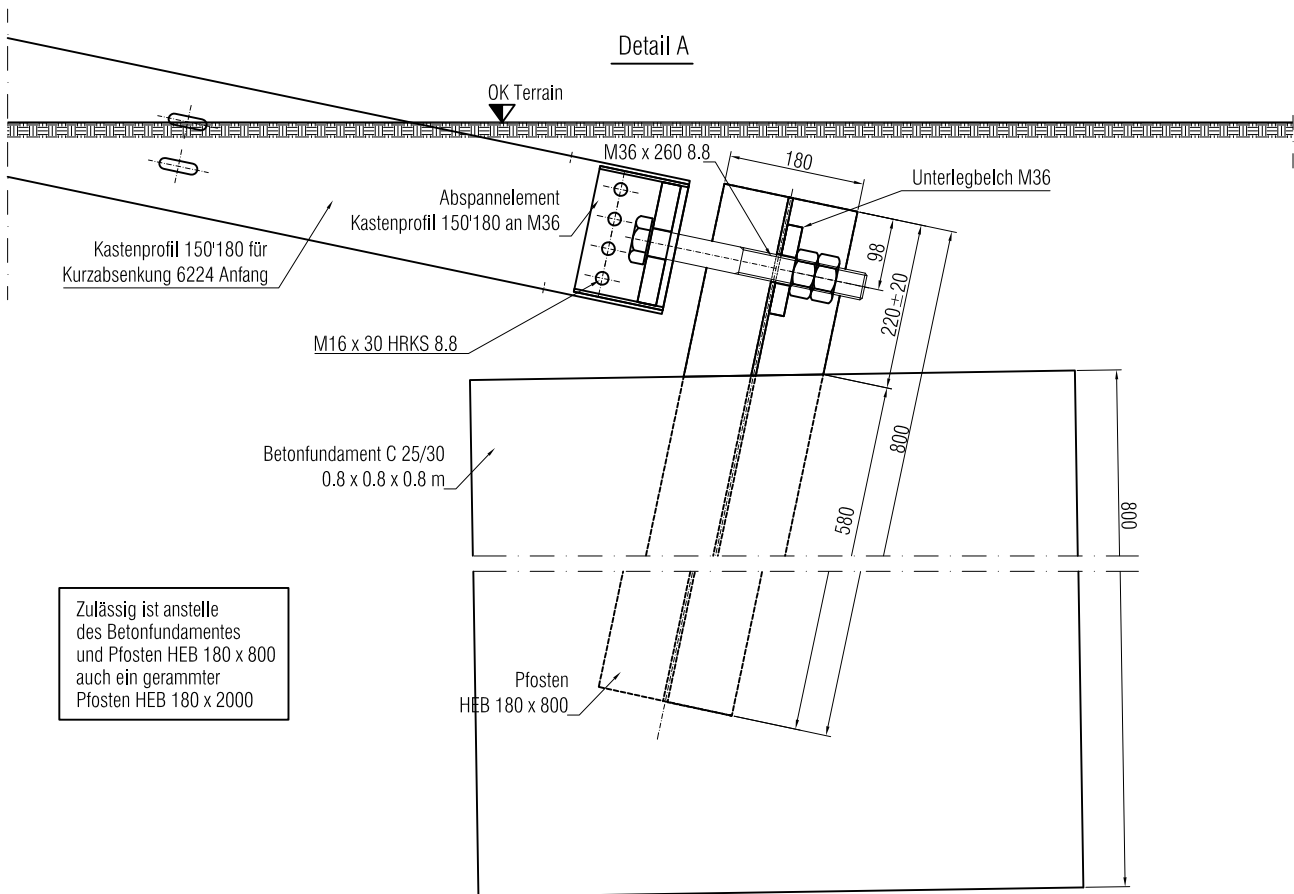 Detail A
OK Terrain
M36 x 260 8.8
180
Unterlegbelch M36
Abspannelement
Kastenprofil 150'180 an M36
Kastenprofil 150'180 für
Kurzabsenkung 6224 Anfang
98
220±20
M16 x 30 HRKS 8.8
800
Betonfundament C 25/30
0.8 x 0.8 x 0.8 m
580
800
Zulässig ist anstelle
des Betonfundamentes
und Pfosten HEB 180 x 800
auch ein gerammter
Pfosten HEB 180 x 2000
Pfosten
HEB 180 x 800